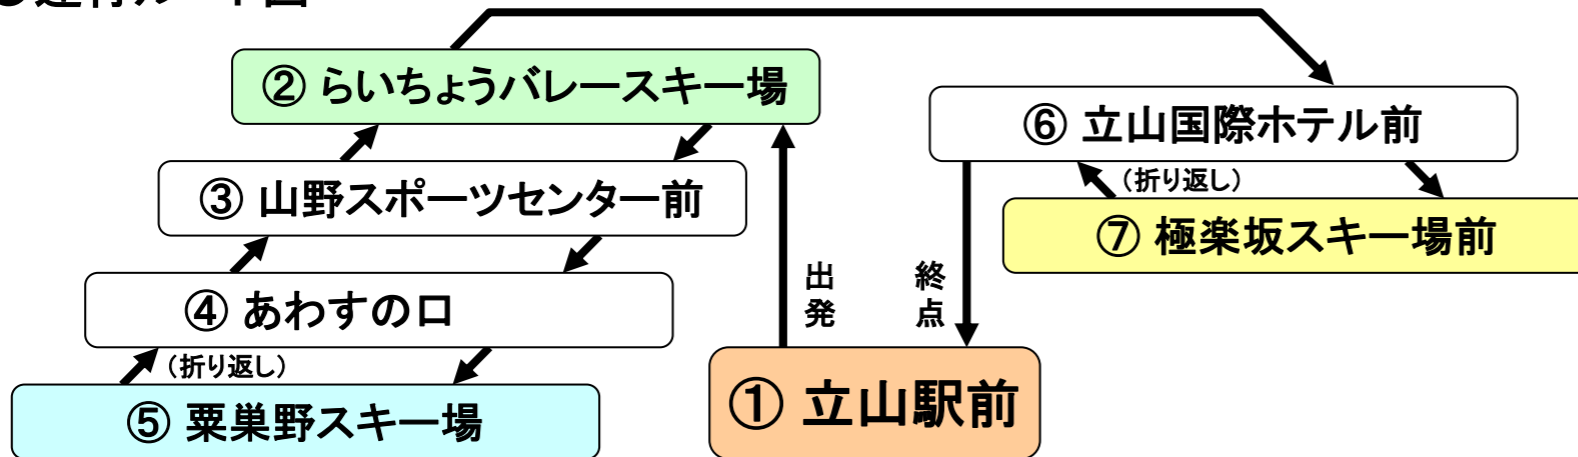 ② らいちょうバレースキー場
⑥ 立山国際ホテル前
③ 山野スポーツセンター前
(折り返し)
⑦ 極楽坂スキー場前
出発
終点
④ あわすの口
(折り返し)
① 立山駅前
⑤ 粟巣野スキー場